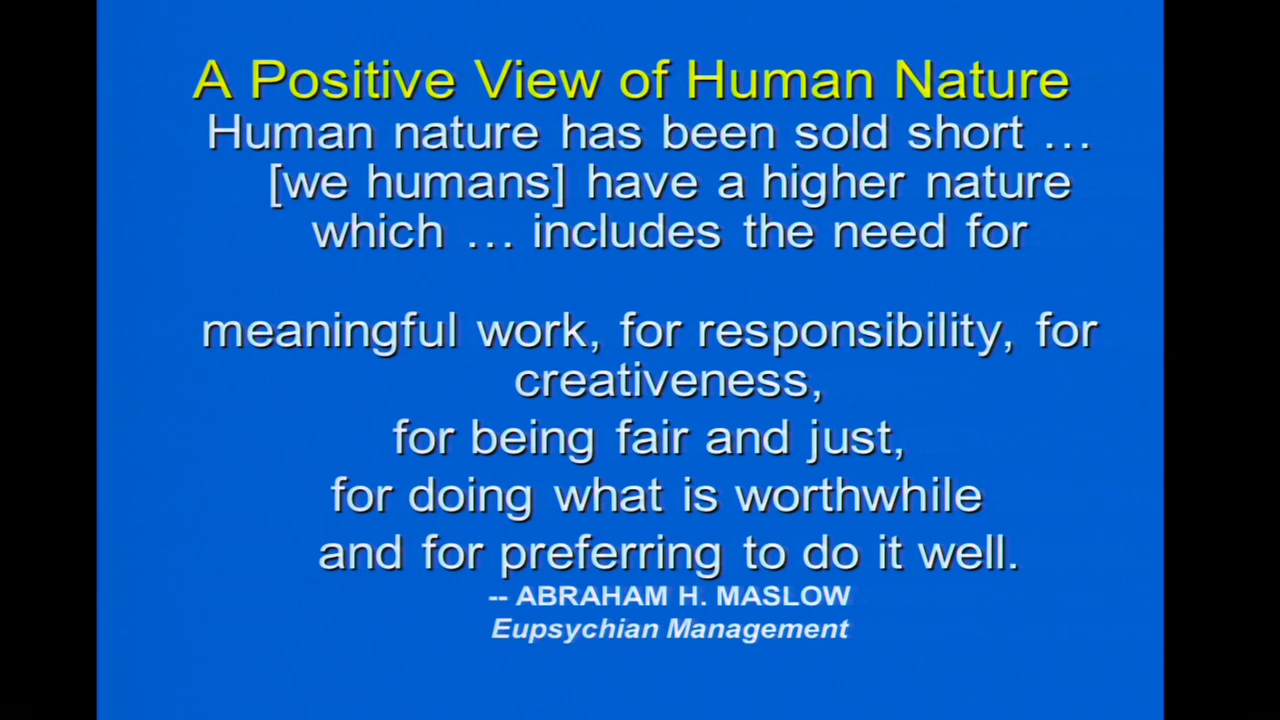 A Positive View of Human Nature
Human nature has been sold short …
[we humans] have a higher nature
which … includes the need for
meaningful work, for responsibility, for
creativeness,
for being fair and just,
for doing what is worthwhile
and for preferring to do it well.
-- ABRAHAM H. MASLOW
Eupsychian Management